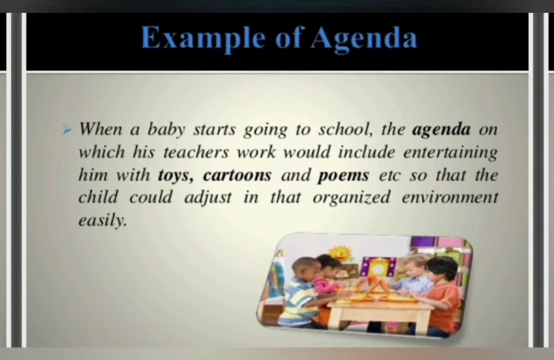 Example of Agenda
When a baby starts going to school, the agenda on
which his teachers work would include entertaining
him with toys, cartoons and poems etc so that the
child could adjust in that organized environment
easily.